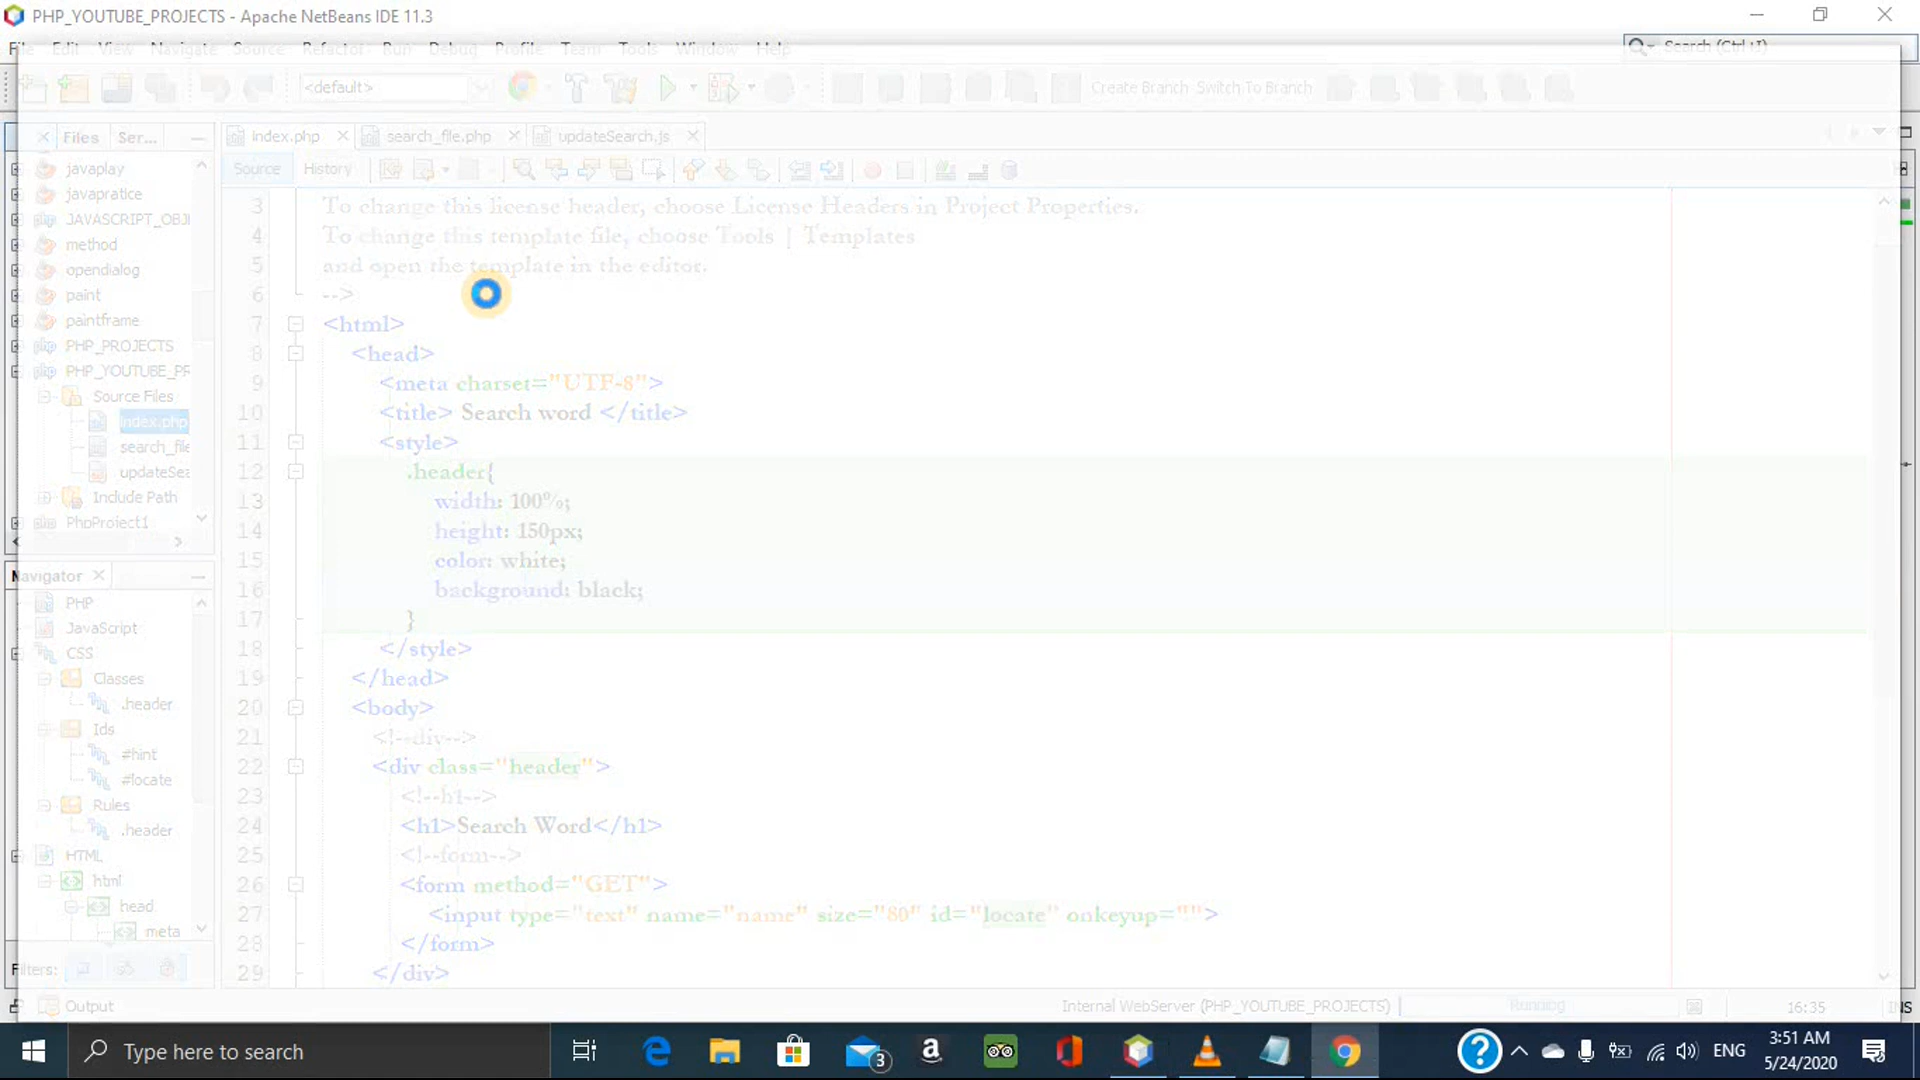 PHP_YOUTUBE_PROJECTS - Apache NetBeans IDE 11.3
File Edit View Navigate Source Refactor Run Debug Profile Team Tools Window Help
Search (Ctrl+I)
<default>
Create Branch Switch To Branch
Files
Ser...
index.php
search_file.php
updateSearch.js
Source
History
javaplay
javapratice
JAVASCRIPT_OBJ
method
opendialog
paint
paintframe
PHP_PROJECTS
PHP_YOUTUBE_PR
Source Files
index.php
search_file
updateSea
Include Path
PhpProject1
Navigator
PHP
JavaScript
CSS
Classes
.header
Ids
#hint
#locate
Rules
.header
HTML
html
head
meta
Filters:
3 To change this license header, choose License Headers in Project Properties.
4 To change this template file, choose Tools | Templates
5 and open the template in the editor.
6 -->
7 <html>
8 <head>
9 <meta charset="UTF-8">
10 <title> Search word </title>
11 <style>
12 .header{
13 width: 100%;
14 height: 150px;
15 color: white;
16 background: black;
17 }
18 </style>
19 </head>
20 <body>
21 <!--div-->
22 <div class="header">
23 <!--h1-->
24 <h1>Search Word</h1>
25 <!--form-->
26 <form method="GET">
27 <input type="text" name="name" size="80" id="locate" onkeyup="">
28 </form>
29 </div>
Output
Internal WebServer (PHP_YOUTUBE_PROJECTS)
Running
16:35
INS
Type here to search
3
ENG
3:51 AM
5/24/2020